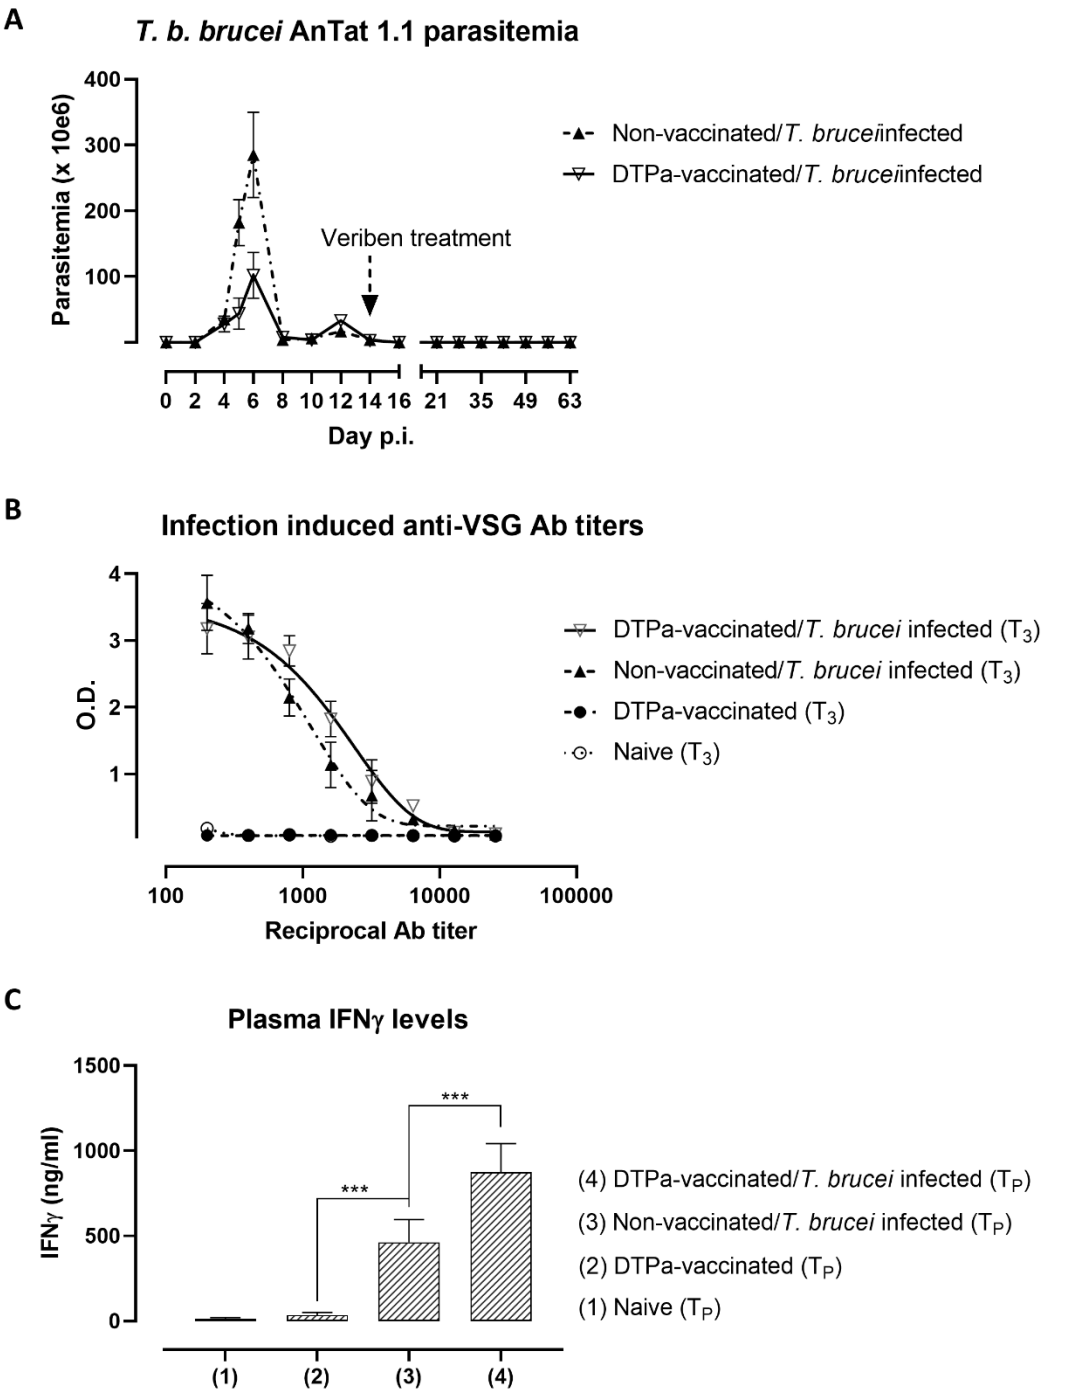 A
T. b. brucei AnTat 1.1 parasitemia
Parasitemia (x 10e6)
400
300
200
100
Non-vaccinated/T. bruceiinfected
DTPa-vaccinated/T. bruceiinfected
Veriben treatment
0 2 4 6 8 10 12 14 16 21 35 49 63
Day p.i.
B
Infection induced anti-VSG Ab titers
O.D.
4
3
2
1
DTPa-vaccinated/T. brucei infected (T3)
Non-vaccinated/T. brucei infected (T3)
DTPa-vaccinated (T3)
Naive (T3)
100 1000 10000 100000
Reciprocal Ab titer
C
Plasma IFNγ levels
IFNγ (ng/ml)
1500
1000
500
0
***
***
(4) DTPa-vaccinated/T. brucei infected (TP)
(3) Non-vaccinated/T. brucei infected (TP)
(2) DTPa-vaccinated (TP)
(1) Naive (TP)
(1) (2) (3) (4)